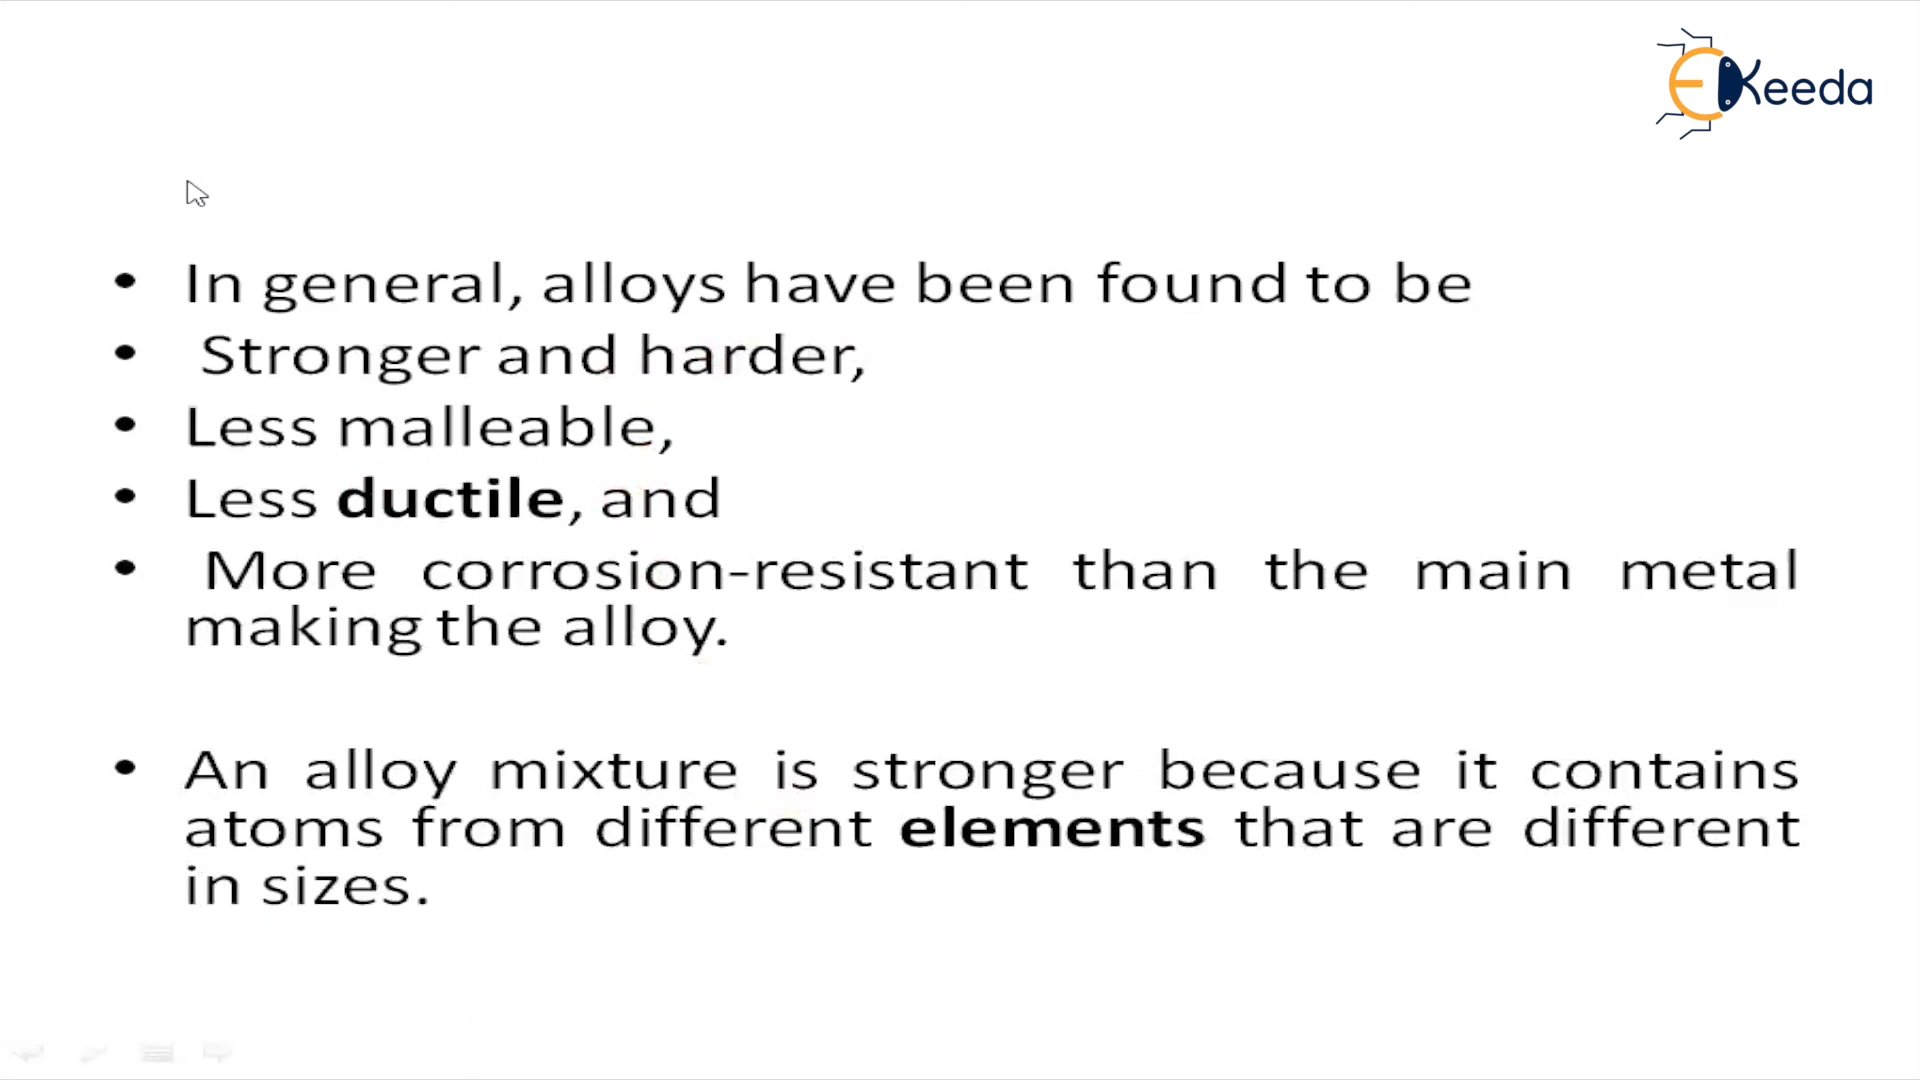 EKeeda
• In general, alloys have been found to be
• Stronger and harder,
• Less malleable,
• Less ductile, and
• More corrosion-resistant than the main metal
making the alloy.
• An alloy mixture is stronger because it contains
atoms from different elements that are different
in sizes.